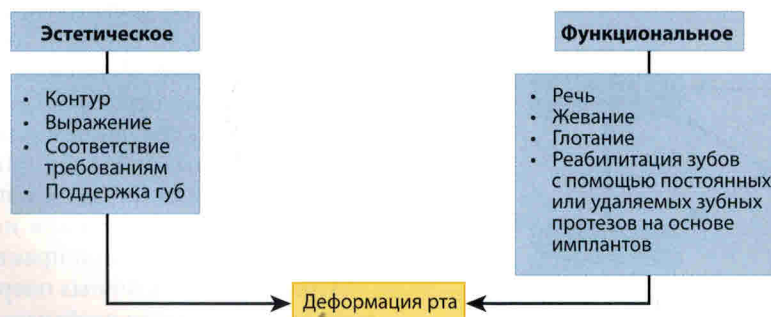 Эстетическое
Контур
Выражение
Соответствие
требованиям
Поддержка губ
Функциональное
Речь
Жевание
Глотание
Реабилитация зубов
с помощью постоянных
или удаляемых зубных
протезов на основе
имплантов
Деформация рта